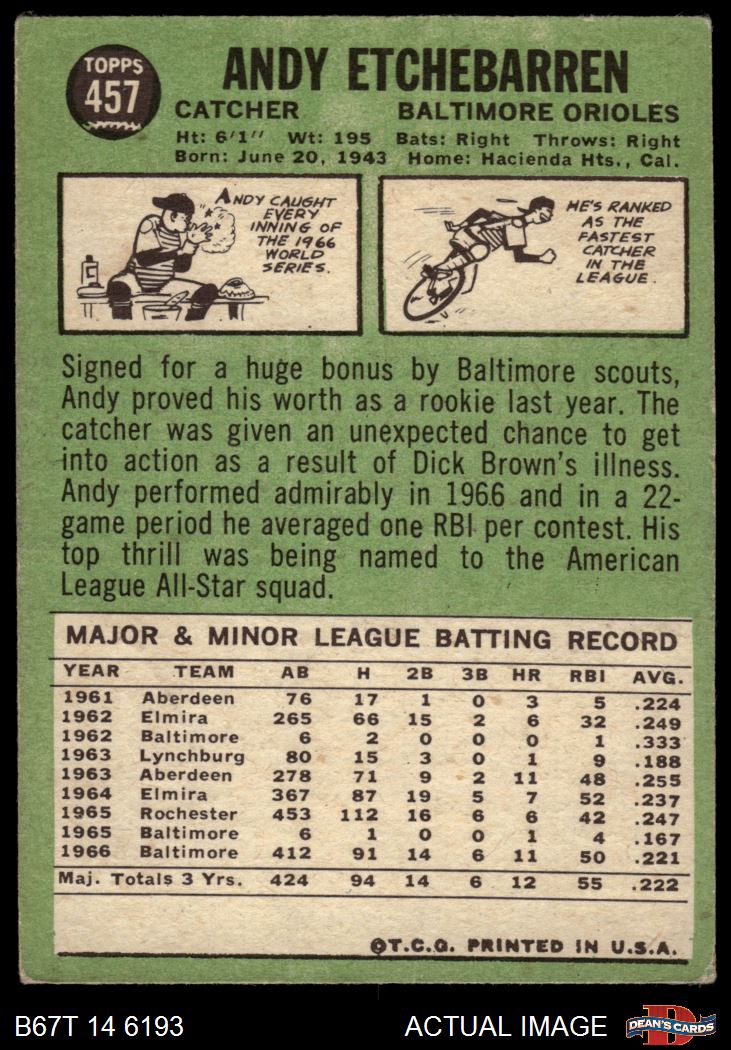 TOPPS
457
ANDY ETCHEBARREN
CATCHER BALTIMORE ORIOLES
Ht: 6'1" Wt: 195 Bats: Right Throws: Right
Born: June 20, 1943 Home: Hacienda Hts., Cal.
ANDY CAUGHT
EVERY
INNING OF
THE 1966
WORLD
SERIES.
HE'S RANKED
AS THE
FASTEST
CATCHER
IN THE
LEAGUE.
Signed for a huge bonus by Baltimore scouts,
Andy proved his worth as a rookie last year. The
catcher was given an unexpected chance to get
into action as a result of Dick Brown's illness.
Andy performed admirably in 1966 and in a 22-
game period he averaged one RBI per contest. His
top thrill was being named to the American
League All-Star squad.
MAJOR & MINOR LEAGUE BATTING RECORD
YEAR TEAM AB H 2B 3B HR RBI AVG.
1961 Aberdeen 76 17 1 0 3 5 .224
1962 Elmira 265 66 15 2 6 32 .249
1962 Baltimore 6 2 0 0 0 1 .333
1963 Lynchburg 80 15 3 0 1 9 .188
1963 Aberdeen 278 71 9 2 11 48 .255
1964 Elmira 367 87 19 5 7 52 .237
1965 Rochester 453 112 16 6 6 42 .247
1965 Baltimore 6 1 0 0 1 4 .167
1966 Baltimore 412 91 14 6 11 50 .221
Maj. Totals 3 Yrs. 424 94 14 6 12 55 .222
©T.C.G. PRINTED IN U.S.A.
B67T 14 6193 ACTUAL IMAGE
DEAN'S CARDS